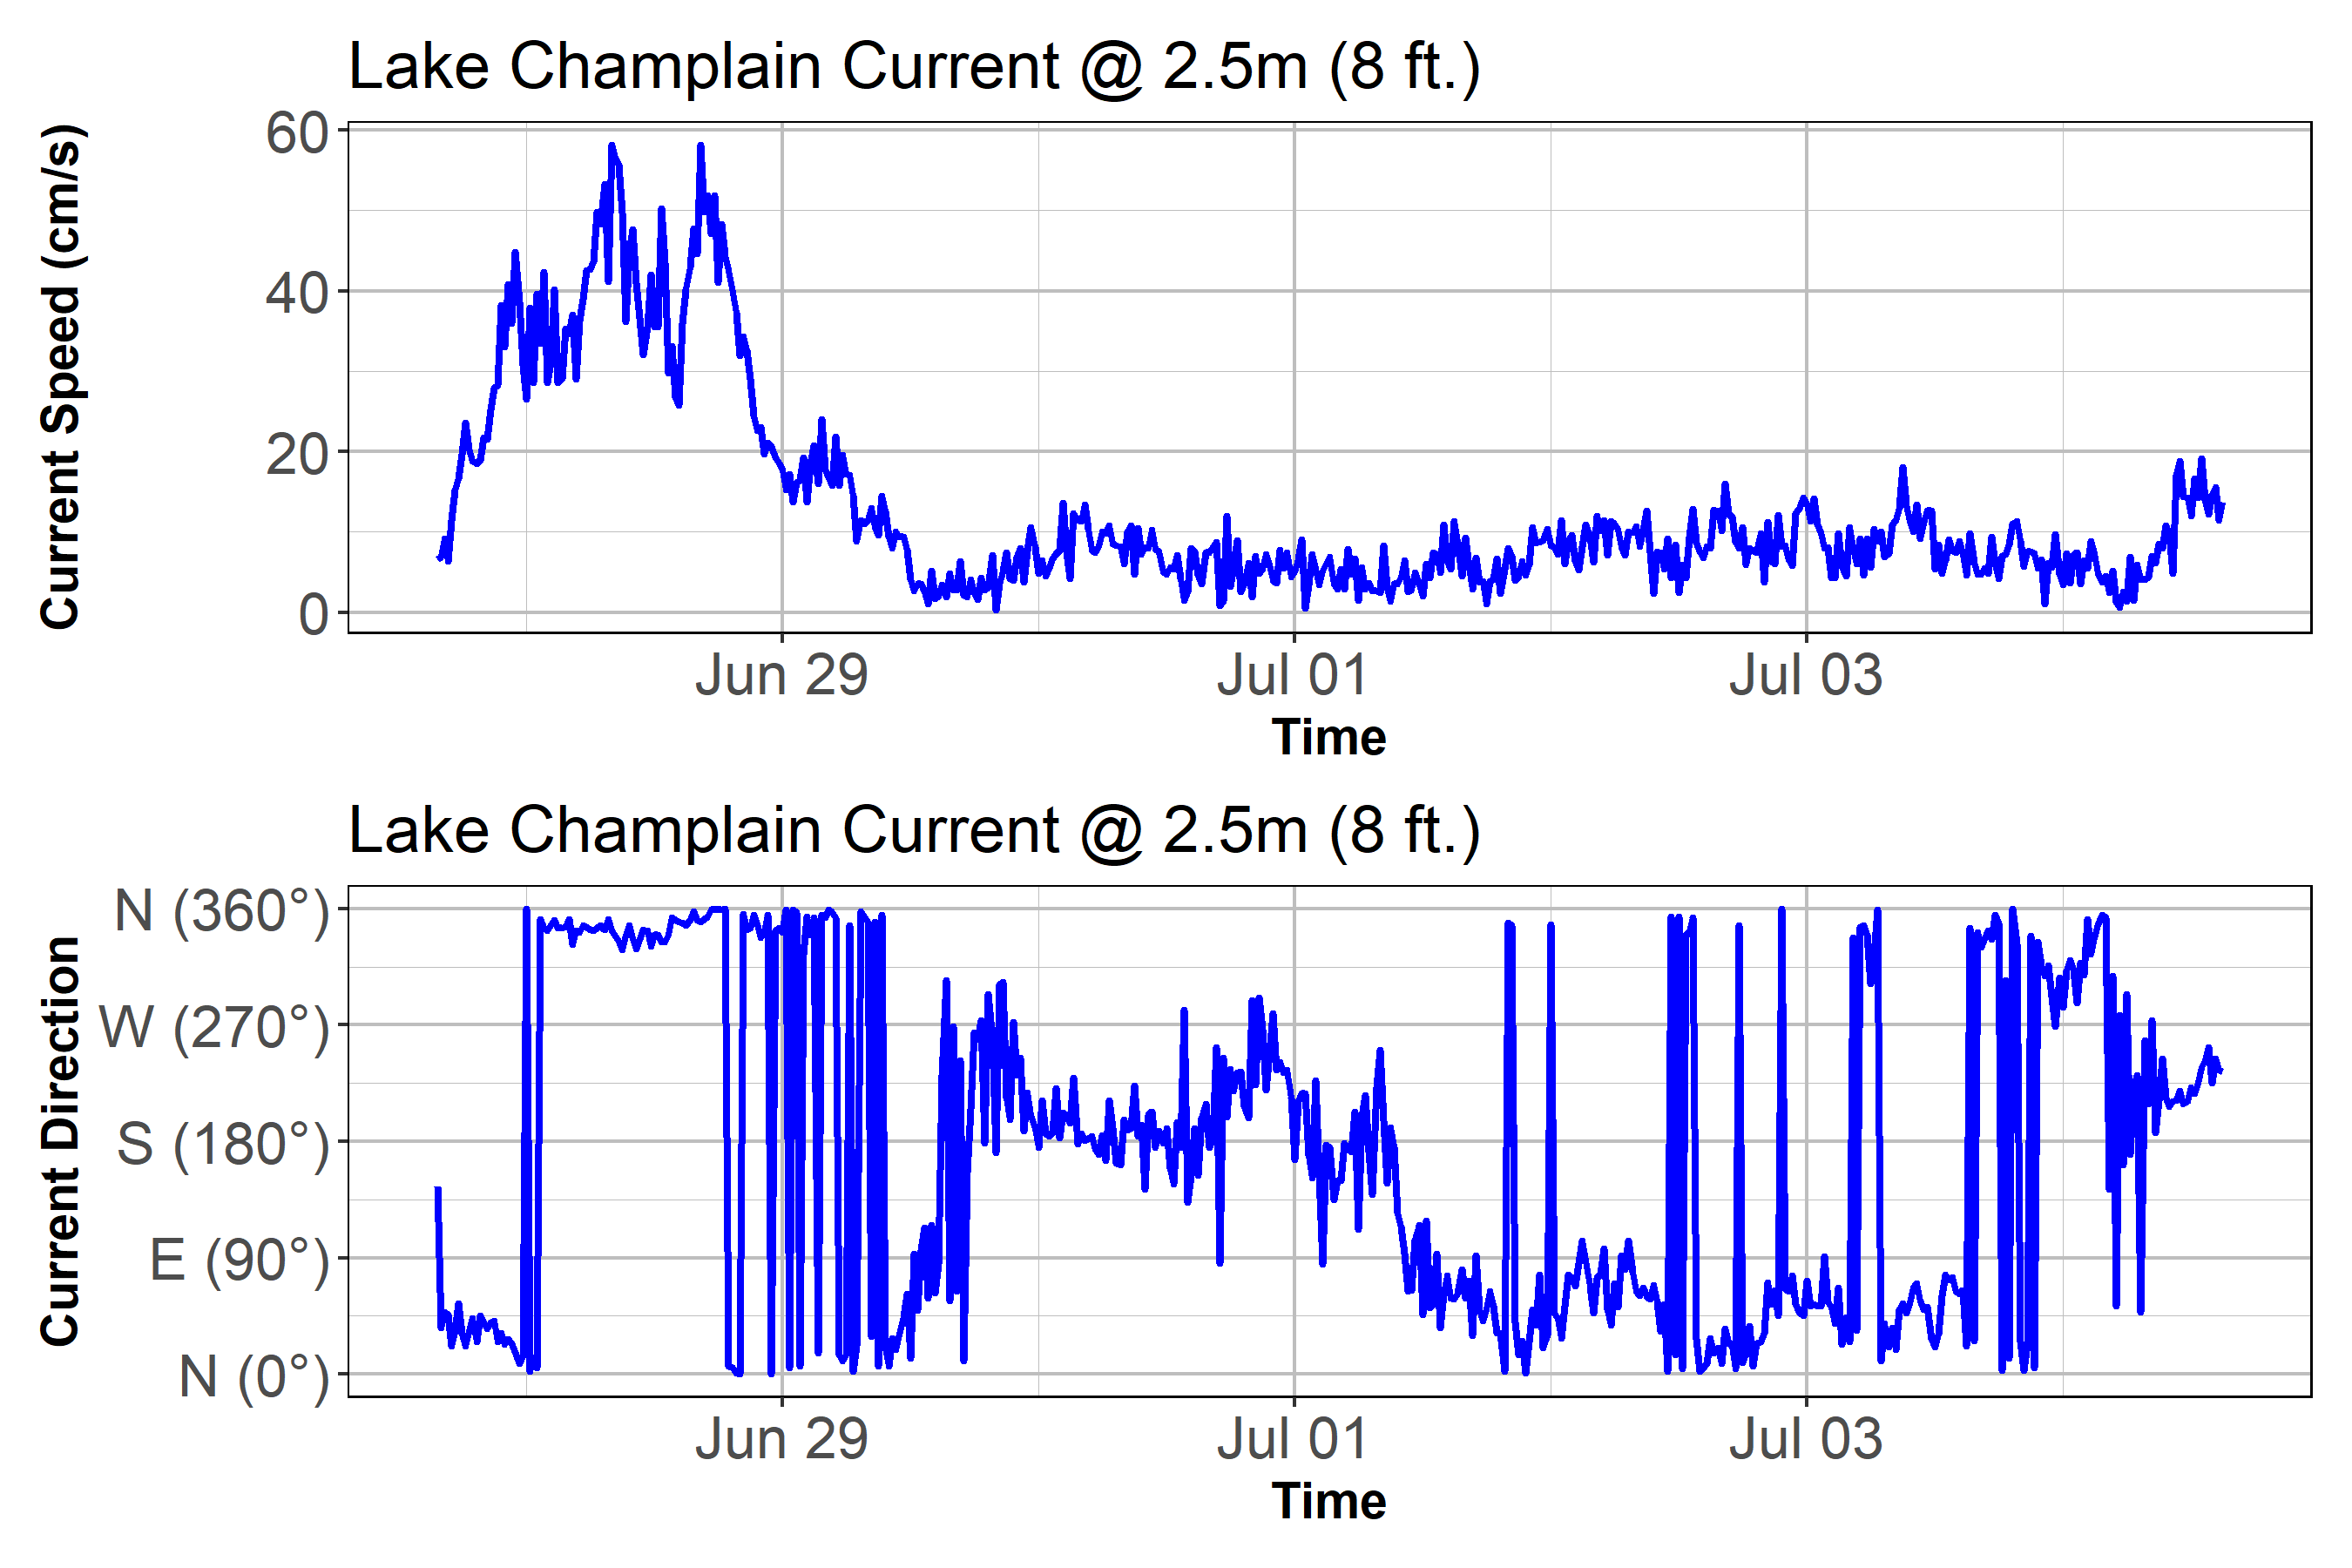 Lake Champlain Current @ 2.5m (8 ft.)
Current Speed (cm/s)
60
40
20
0
Jun 29
Jul 01
Jul 03
Time
Lake Champlain Current @ 2.5m (8 ft.)
Current Direction
N (360°)
W (270°)
S (180°)
E (90°)
N (0°)
Jun 29
Jul 01
Jul 03
Time